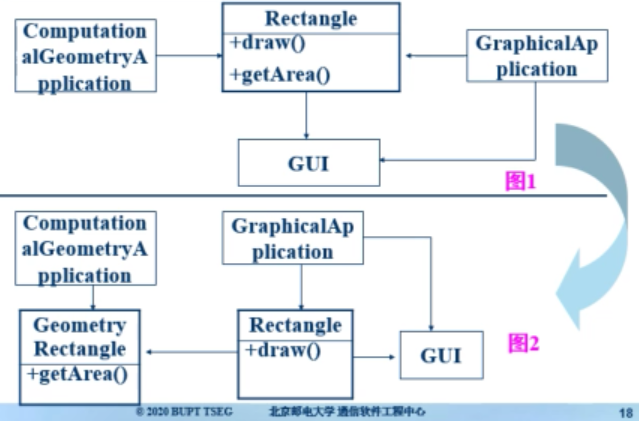 Rectangle
Computation
alGeometryA
pplication
+draw()
+getArea()
GraphicalAp
plication
GUI
图1
Computation
alGeometryA
pplication
GraphicalAp
plication
Geometry
Rectangle
+getArea()
Rectangle
+draw()
GUI
图2
© 2020 BUPT TSEG 北京邮电大学 通信软件工程中心 18